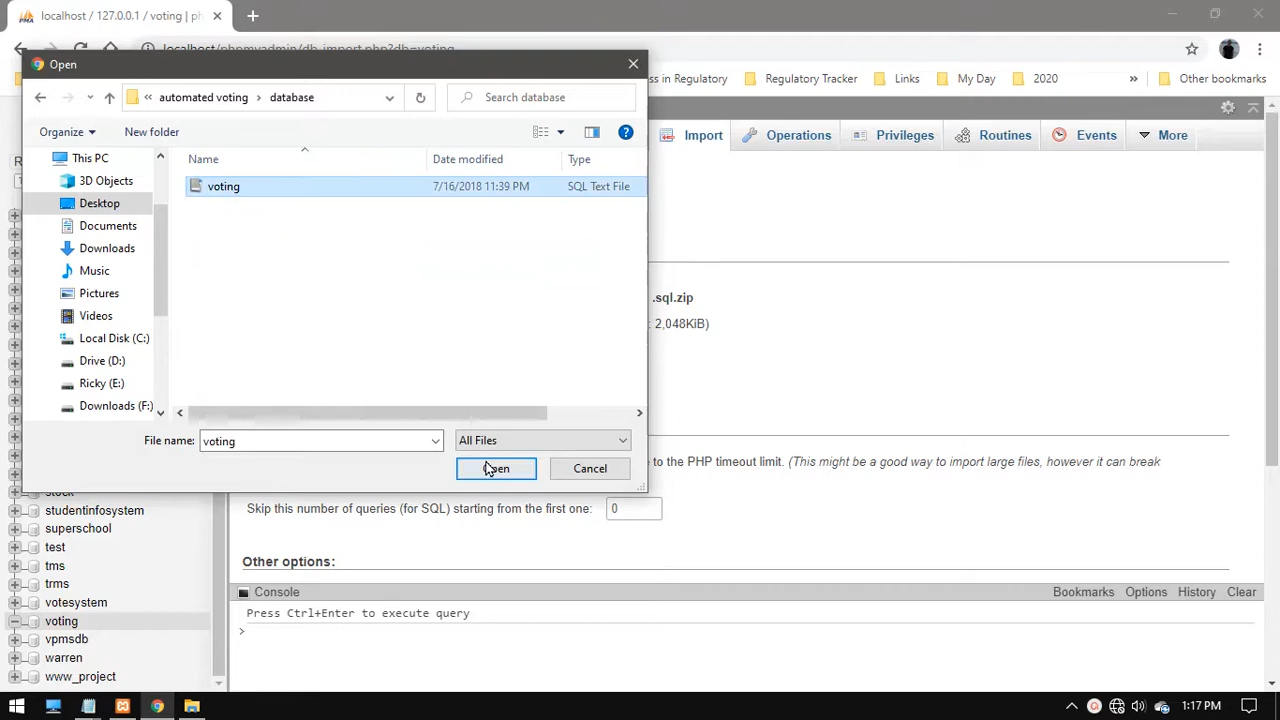 localhost / 127.0.0.1 / voting | ph
localhost/phpmyadmin/db_import.php?db=voting
Open
ss in Regulatory
Regulatory Tracker
Links
My Day
2020
»
Other bookmarks
« automated voting > database
Search database
Import
Operations
Privileges
Routines
Events
More
Organize
New folder
This PC
3D Objects
Desktop
Documents
Downloads
Music
Pictures
Videos
Local Disk (C:)
Drive (D:)
Ricky (E:)
Downloads (F:)
Name
Date modified
Type
voting
7/16/2018 11:39 PM
SQL Text File
.sql.zip
: 2,048KiB)
File name:
voting
All Files
Open
Cancel
e to the PHP timeout limit. (This might be a good way to import large files, however it can break
Skip this number of queries (for SQL) starting from the first one:
0
Other options:
stock
studentinfosystem
superschool
test
tms
trms
votesystem
voting
vpmsdb
warren
www_project
Console
Bookmarks
Options
History
Clear
Press Ctrl+Enter to execute query
>
1:17 PM